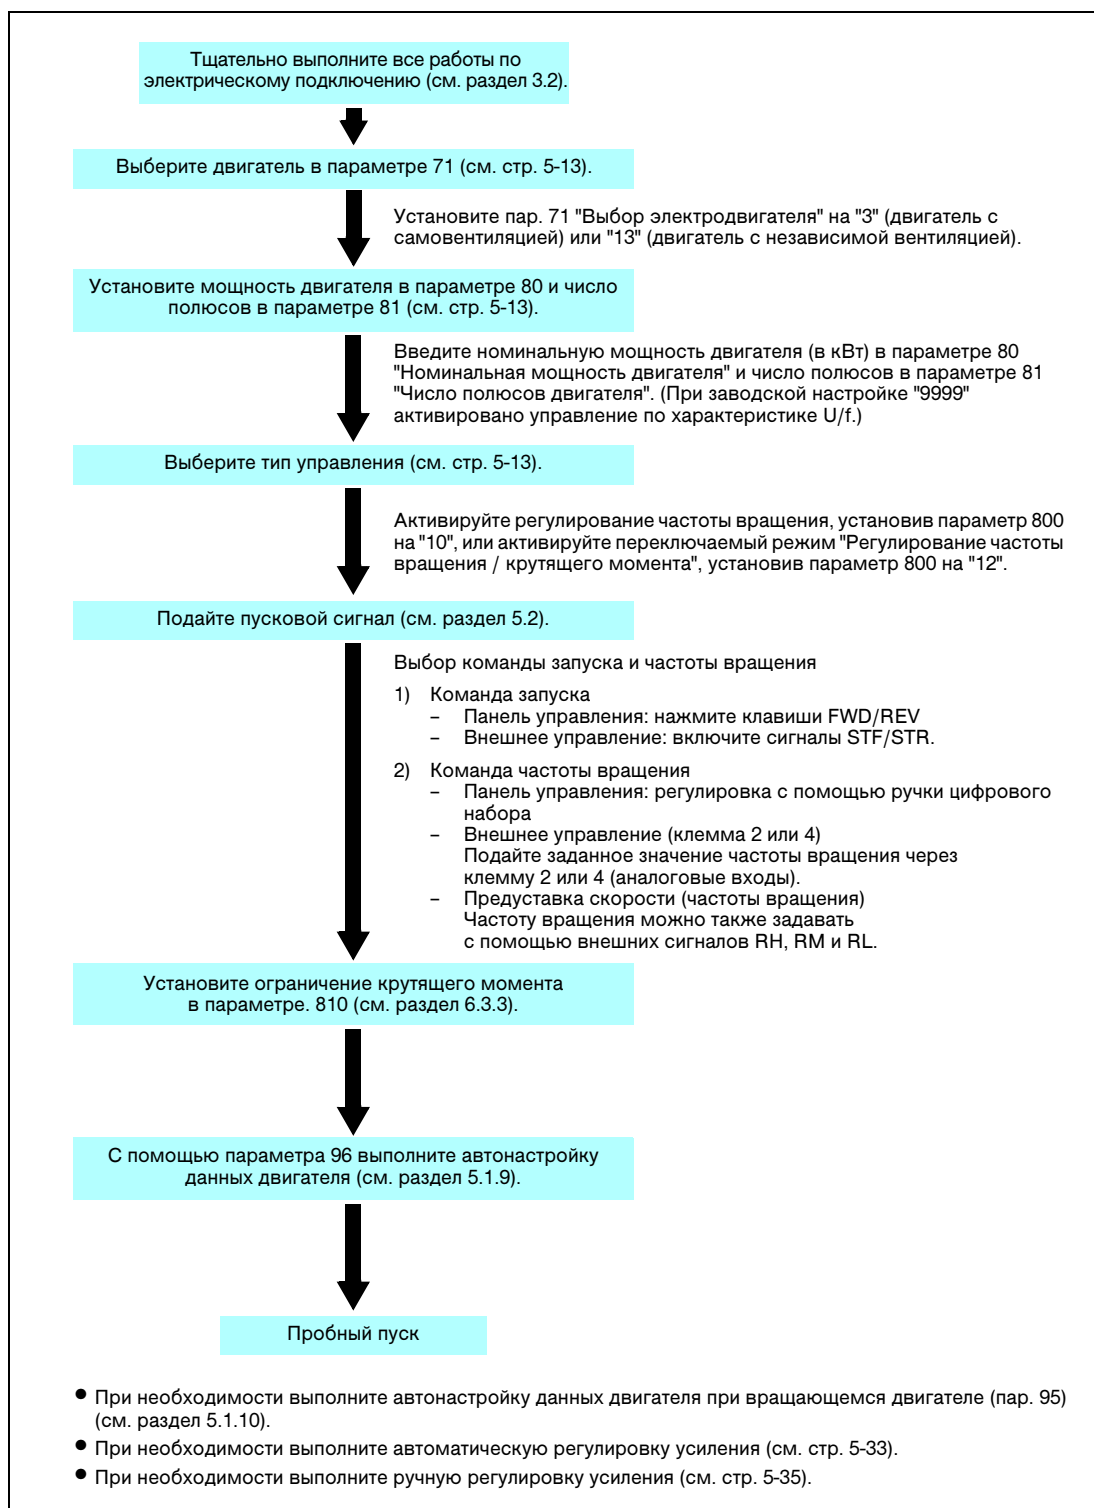 Тщательно выполните все работы по
электрическому подключению (см. раздел 3.2).
Выберите двигатель в параметре 71 (см. стр. 5-13).
Установите пар. 71 "Выбор электродвигателя" на "3" (двигатель с
самовентиляцией) или "13" (двигатель с независимой вентиляцией).
Установите мощность двигателя в параметре 80 и число
полюсов в параметре 81 (см. стр. 5-13).
Введите номинальную мощность двигателя (в кВт) в параметре 80
"Номинальная мощность двигателя" и число полюсов в параметре 81
"Число полюсов двигателя". (При заводской настройке "9999"
активировано управление по характеристике U/f.)
Выберите тип управления (см. стр. 5-13).
Активируйте регулирование частоты вращения, установив параметр 800
на "10", или активируйте переключаемый режим "Регулирование частоты
вращения / крутящего момента", установив параметр 800 на "12".
Подайте пусковой сигнал (см. раздел 5.2).
Выбор команды запуска и частоты вращения
1) Команда запуска
– Панель управления: нажмите клавиши FWD/REV
– Внешнее управление: включите сигналы STF/STR.
2) Команда частоты вращения
– Панель управления: регулировка с помощью ручки цифрового
набора
– Внешнее управление (клемма 2 или 4)
Подайте заданное значение частоты вращения через
клемму 2 или 4 (аналоговые входы).
– Предуставка скорости (частоты вращения)
Частоту вращения можно также задавать
с помощью внешних сигналов RH, RM и RL.
Установите ограничение крутящего момента
в параметре. 810 (см. раздел 6.3.3).
С помощью параметра 96 выполните автонастройку
данных двигателя (см. раздел 5.1.9).
Пробный пуск
● При необходимости выполните автонастройку данных двигателя при вращающемся двигателе (пар. 95)
(см. раздел 5.1.10).
● При необходимости выполните автоматическую регулировку усиления (см. стр. 5-33).
● При необходимости выполните ручную регулировку усиления (см. стр. 5-35).